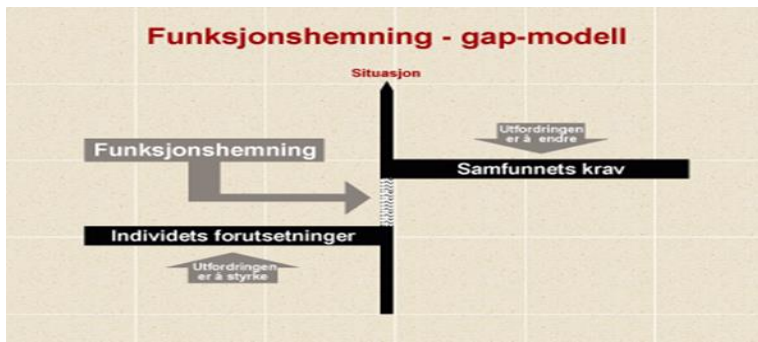 Funksjonshemning - gap-modell
Situasjon
Utfordringen
er å endre
Funksjonshemning
Samfunnets krav
Individets forutsetninger
Utfordringen
er å styrke